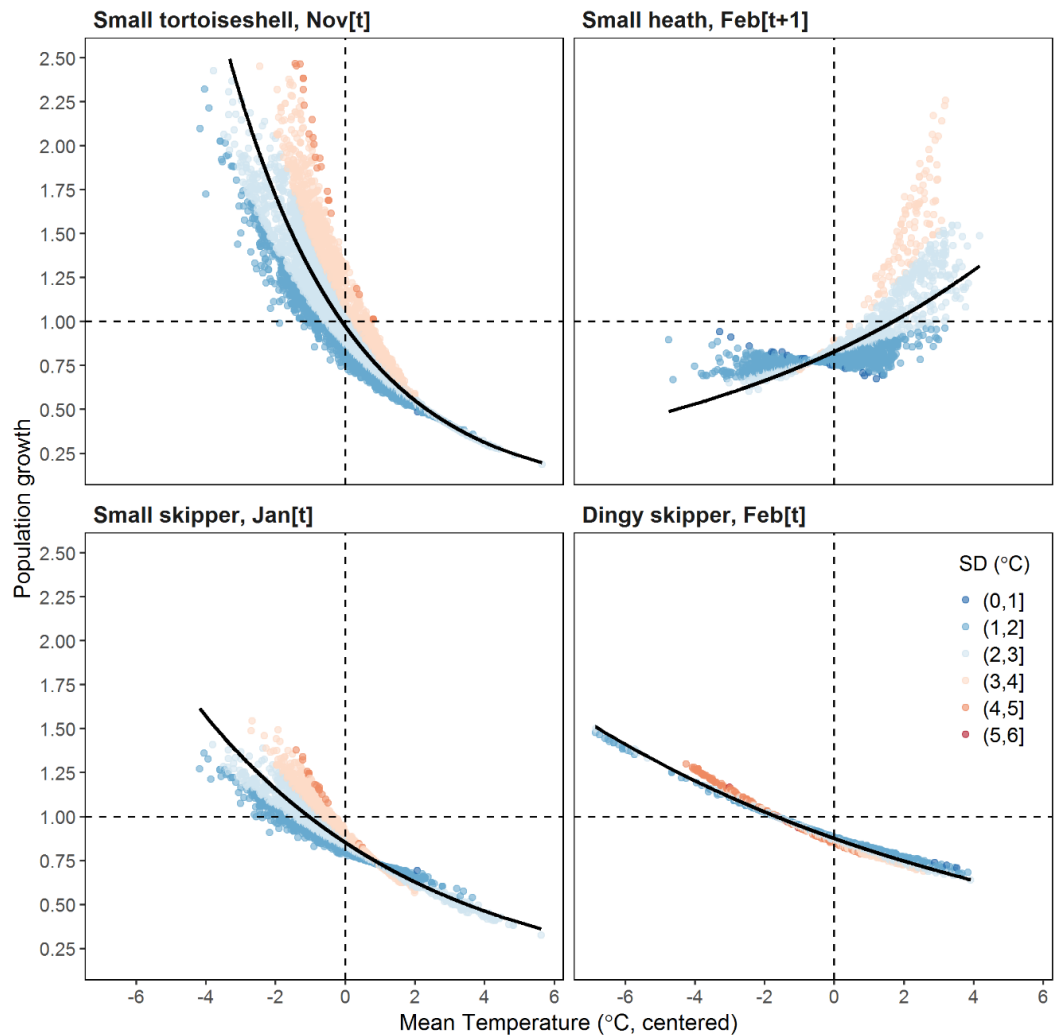 Small tortoiseshell, Nov[t]
Small heath, Feb[t+1]
2.50
2.25
2.00
1.75
1.50
1.25
1.00
0.75
0.50
0.25
Population growth
Small skipper, Jan[t]
Dingy skipper, Feb[t]
2.50
2.25
2.00
1.75
1.50
1.25
1.00
0.75
0.50
0.25
SD (°C)
(0,1]
(1,2]
(2,3]
(3,4]
(4,5]
(5,6]
-6 -4 -2 0 2 4 6
-6 -4 -2 0 2 4 6
Mean Temperature (°C, centered)